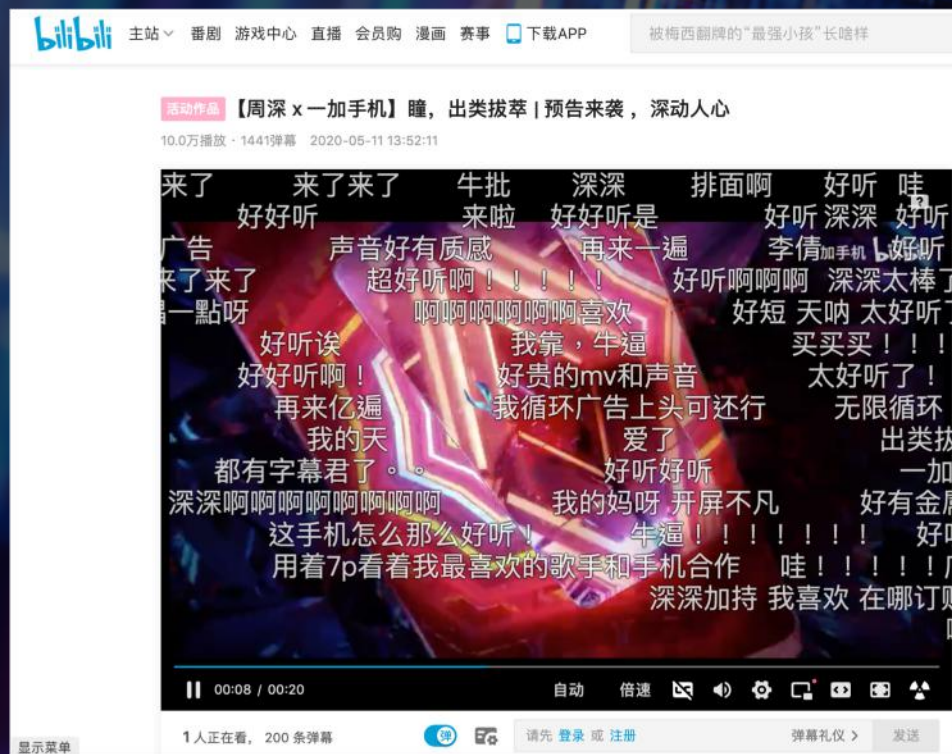 bilibili 主站 番剧 游戏中心 直播 会员购 漫画 赛事 下载APP 被梅西翻牌的“最强小孩”长啥样
活动作品 【周深 x 一加手机】瞳，出类拔萃 | 预告来袭 ，深动人心
10.0万播放 · 1441弹幕 2020-05-11 13:52:11
来了 来了来了 牛批 深深 排面啊 好听 哇
好好听 来啦 好好听是 好听 深深 好听
广告 声音好有质感 再来一遍 李倩 加手机 好听
来了来了 超好听啊！！！！！ 好听啊啊啊 深深太棒
一點呀 啊啊啊啊啊啊喜欢 好短 天呐 太好听
好听诶 我靠，牛逼 买买买！！！
好好听啊！ 好贵的mv和声音 太好听了！
再来亿遍 我循环广告上头可还行 无限循环
我的天 爱了 出类拔
都有字幕君了。。 好听好听 一加
深深啊啊啊啊啊啊啊啊 我的妈呀 开屏不凡 好有金
这手机怎么那么好听！ 牛逼！！！！！！！ 好
用着7p看着我最喜欢的歌手和手机合作 哇！！！！！
深深加持 我喜欢 在哪订
00:08 / 00:20 自动 倍速
1 人正在看， 200 条弹幕 弹 请先 登录 或 注册 弹幕礼仪 > 发送
显示菜单